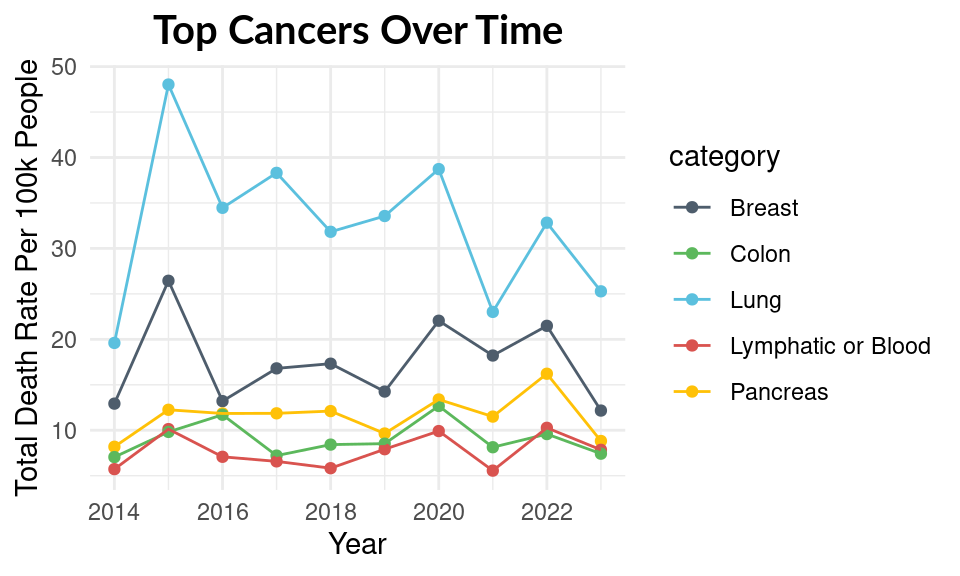 Top Cancers Over Time
Total Death Rate Per 100k People
50
40
30
20
10
2014 2016 2018 2020 2022
Year
category
Breast
Colon
Lung
Lymphatic or Blood
Pancreas